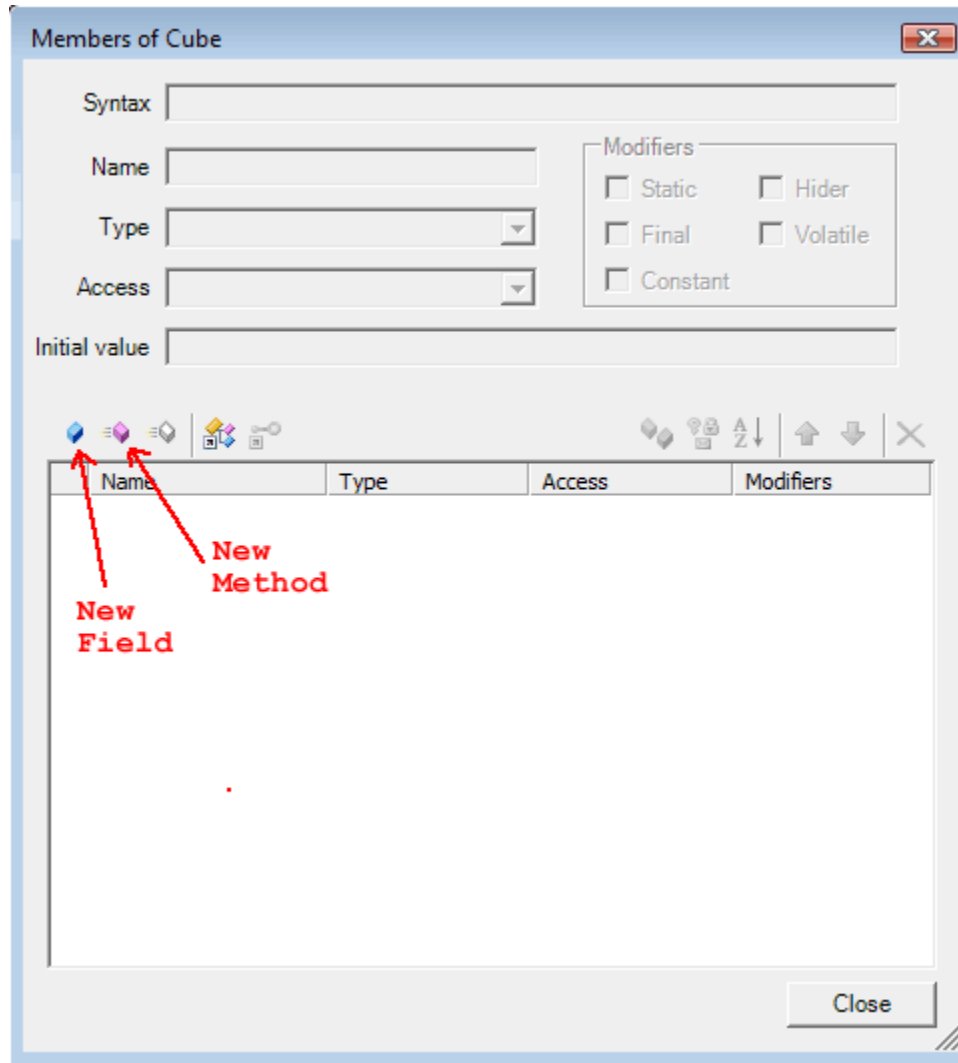 Members of Cube
Syntax
Name
Modifiers
Static
Hider
Type
Final
Volatile
Access
Constant
Initial value
Name Type Access Modifiers
New
Method
New
Field
Close